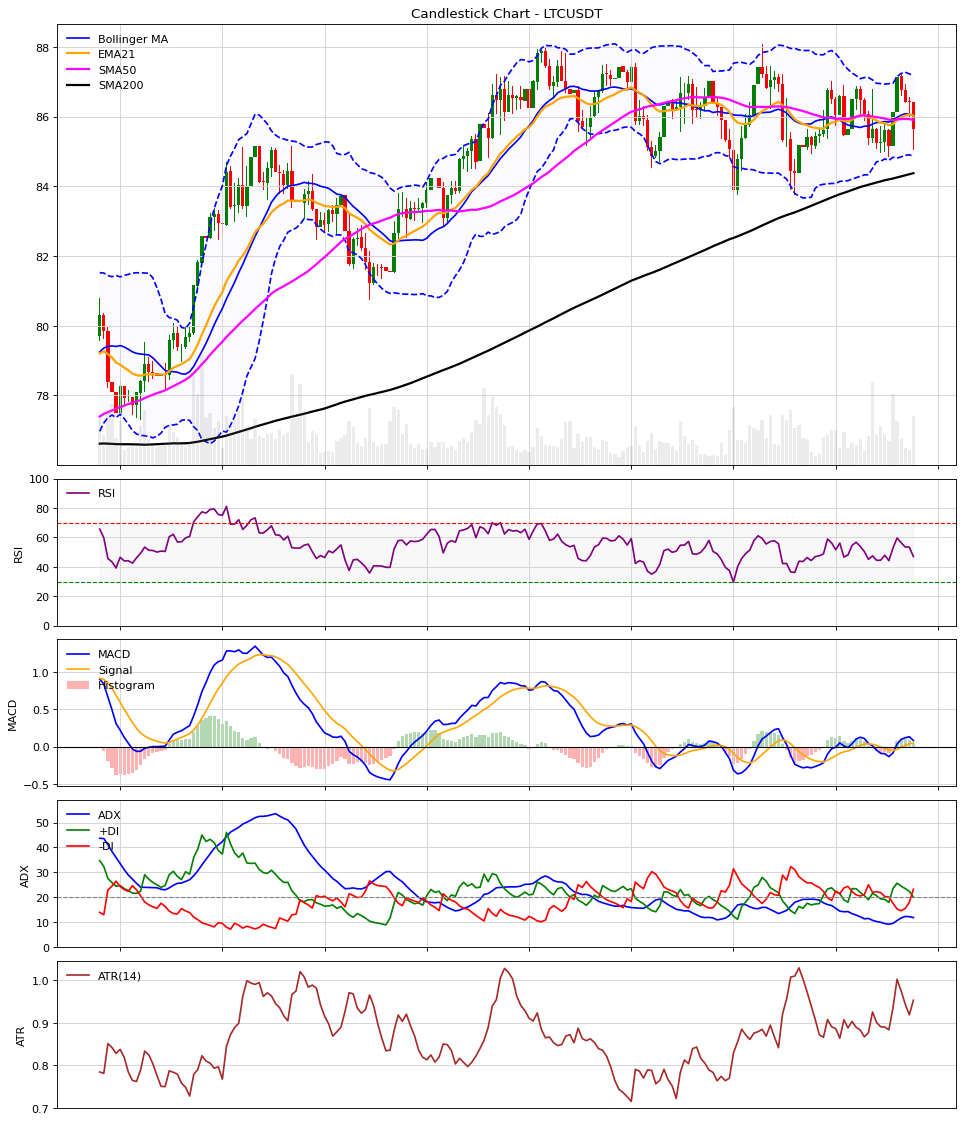 Candlestick Chart - LTCUSDT
Bollinger MA
EMA21
SMA50
SMA200
88
86
84
82
80
78
RSI
100
80
60
40
20
0
RSI
MACD
Signal
Histogram
1.0
0.5
0.0
−0.5
MACD
ADX
+DI
-DI
50
40
30
20
10
0
ADX
ATR(14)
1.0
0.9
0.8
0.7
ATR